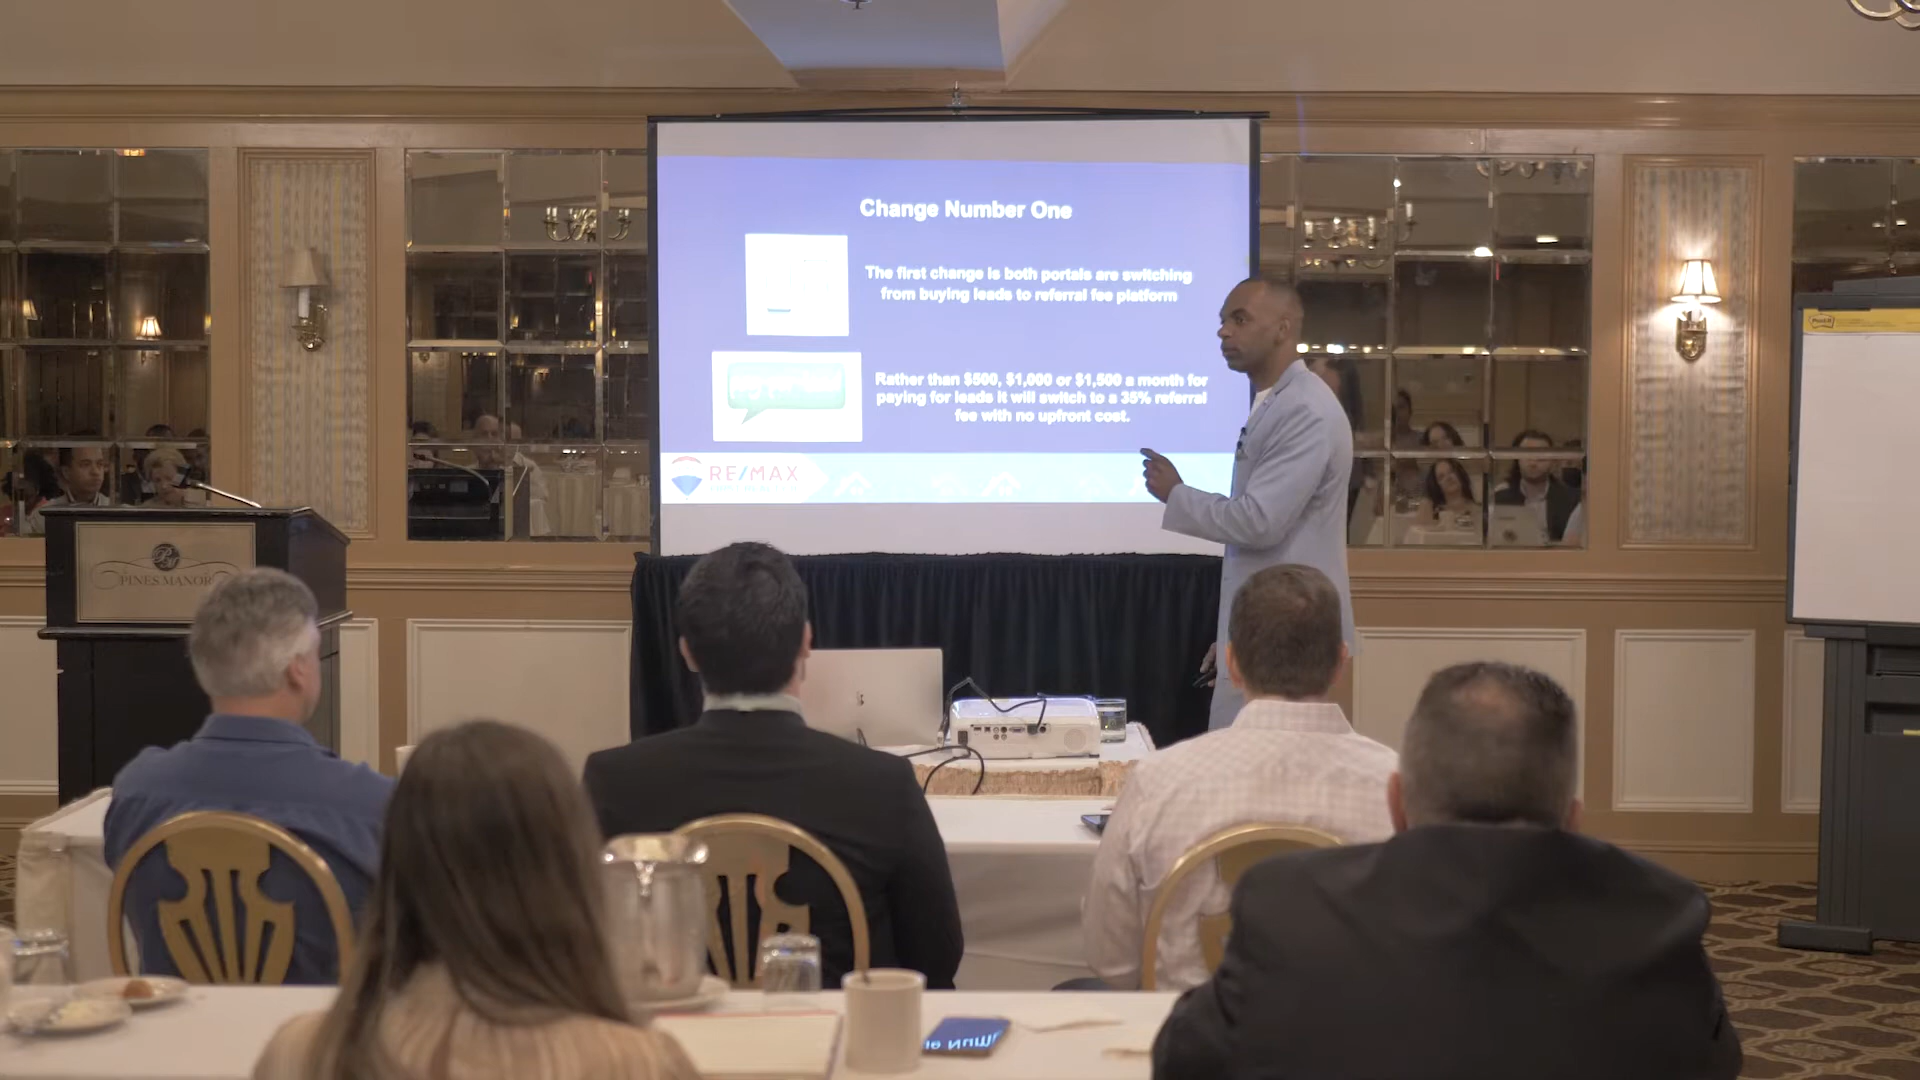 Change Number One
The first change is both portals are switching
from buying leads to referral fee platform
Rather than $500, $1,000 or $1,500 a month for
paying for leads it will switch to a 35% referral
fee with no upfront cost.
RE/MAX
PINES MANOR
Post-it